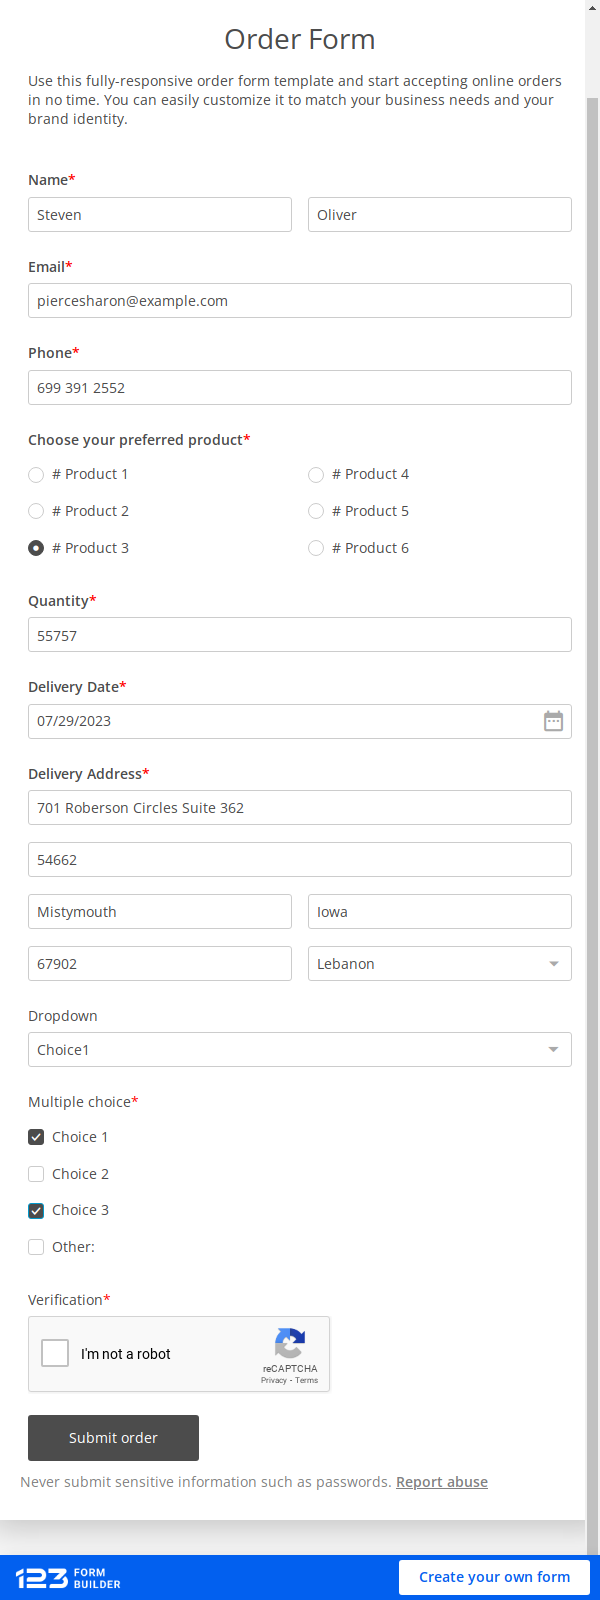 Order Form
Use this fully-responsive order form template and start accepting online orders
in no time. You can easily customize it to match your business needs and your
brand identity.
Name*
Steven
Oliver
Email*
piercesharon@example.com
Phone*
699 391 2552
Choose your preferred product*
# Product 1
# Product 4
# Product 2
# Product 5
# Product 3
# Product 6
Quantity*
55757
Delivery Date*
07/29/2023
Delivery Address*
701 Roberson Circles Suite 362
54662
Mistymouth
Iowa
67902
Lebanon
Dropdown
Choice1
Multiple choice*
Choice 1
Choice 2
Choice 3
Other:
Verification*
I'm not a robot
reCAPTCHA
Privacy - Terms
Submit order
Never submit sensitive information such as passwords. Report abuse
123 FORM
BUILDER
Create your own form